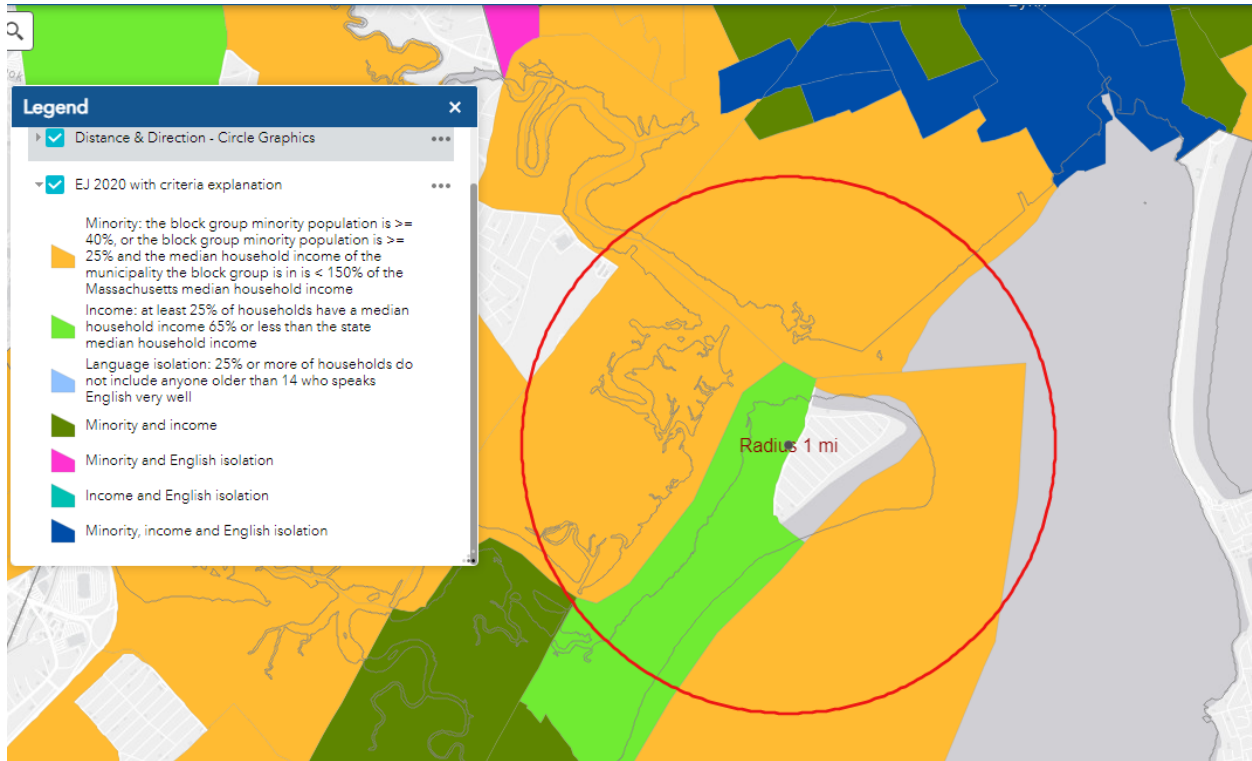 Legend
Distance & Direction - Circle Graphics
EJ 2020 with criteria explanation
Minority: the block group minority population is >=
40%, or the block group minority population is >=
25% and the median household income of the
municipality the block group is in is < 150% of the
Massachusetts median household income
Income: at least 25% of households have a median
household income 65% or less than the state
median household income
Language isolation: 25% or more of households do
not include anyone older than 14 who speaks
English very well
Minority and income
Minority and English isolation
Income and English isolation
Minority, income and English isolation
Radius 1 mi